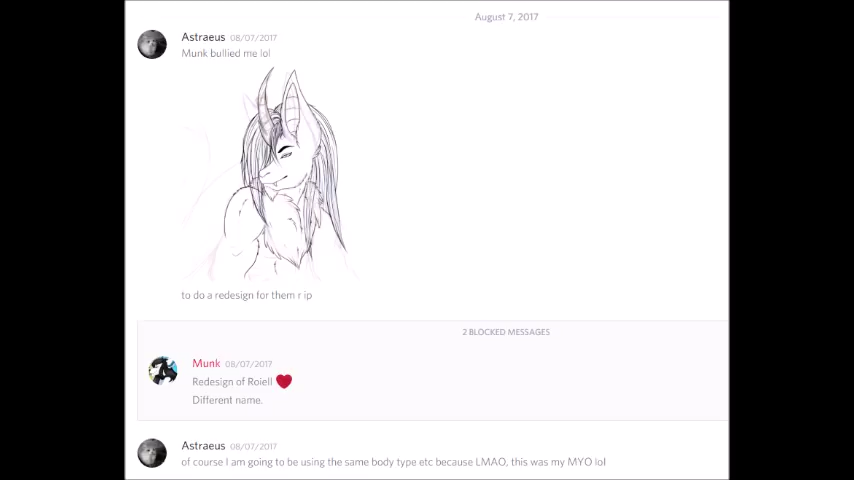 August 7, 2017
Astraeus 08/07/2017
Munk bullied me lol
to do a redesign for them r ip
2 BLOCKED MESSAGES
Munk 08/07/2017
Redesign of Roiell ❤
Different name.
Astraeus 08/07/2017
of course I am going to be using the same body type etc because LMAO, this was my MYO lol